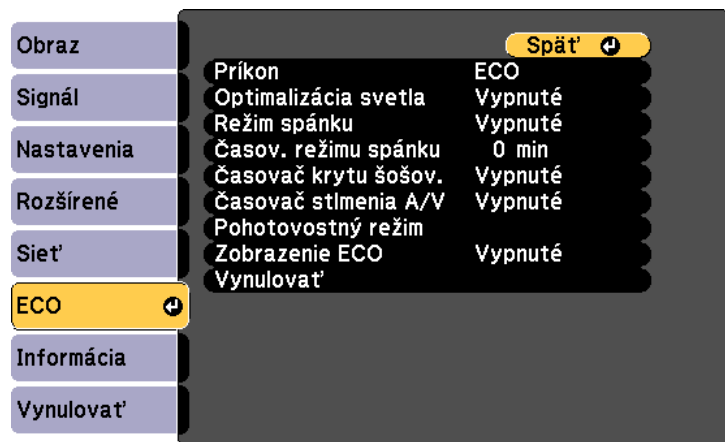 Obraz
Signál
Nastavenia
Rozšírené
Sieť
ECO
Informácia
Vynulovať
Späť
Príkon ECO
Optimalizácia svetla Vypnuté
Režim spánku Vypnuté
Časov. režimu spánku 0 min
Časovač krytu šošov. Vypnuté
Časovač stlmenia A/V Vypnuté
Pohotovostný režim
Zobrazenie ECO Vypnuté
Vynulovať